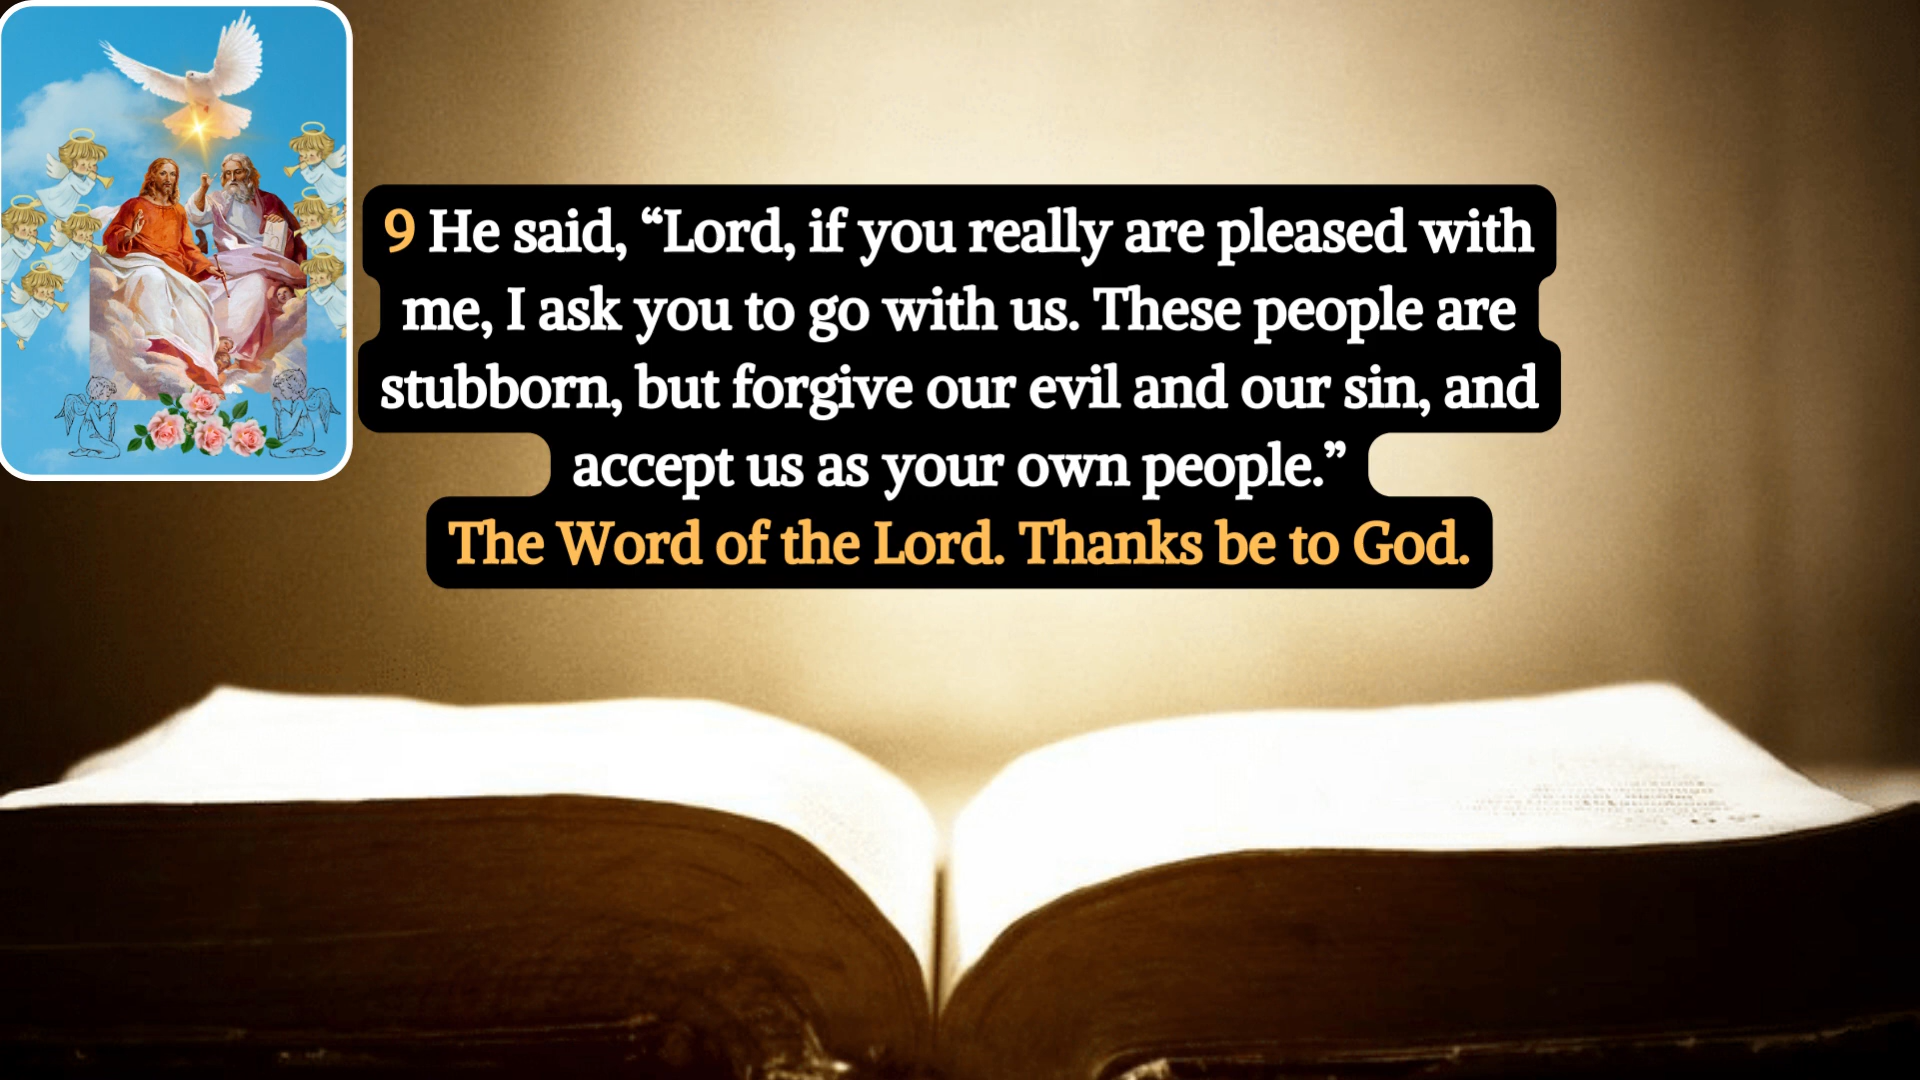 9 He said, “Lord, if you really are pleased with
me, I ask you to go with us. These people are
stubborn, but forgive our evil and our sin, and
accept us as your own people.”
The Word of the Lord. Thanks be to God.